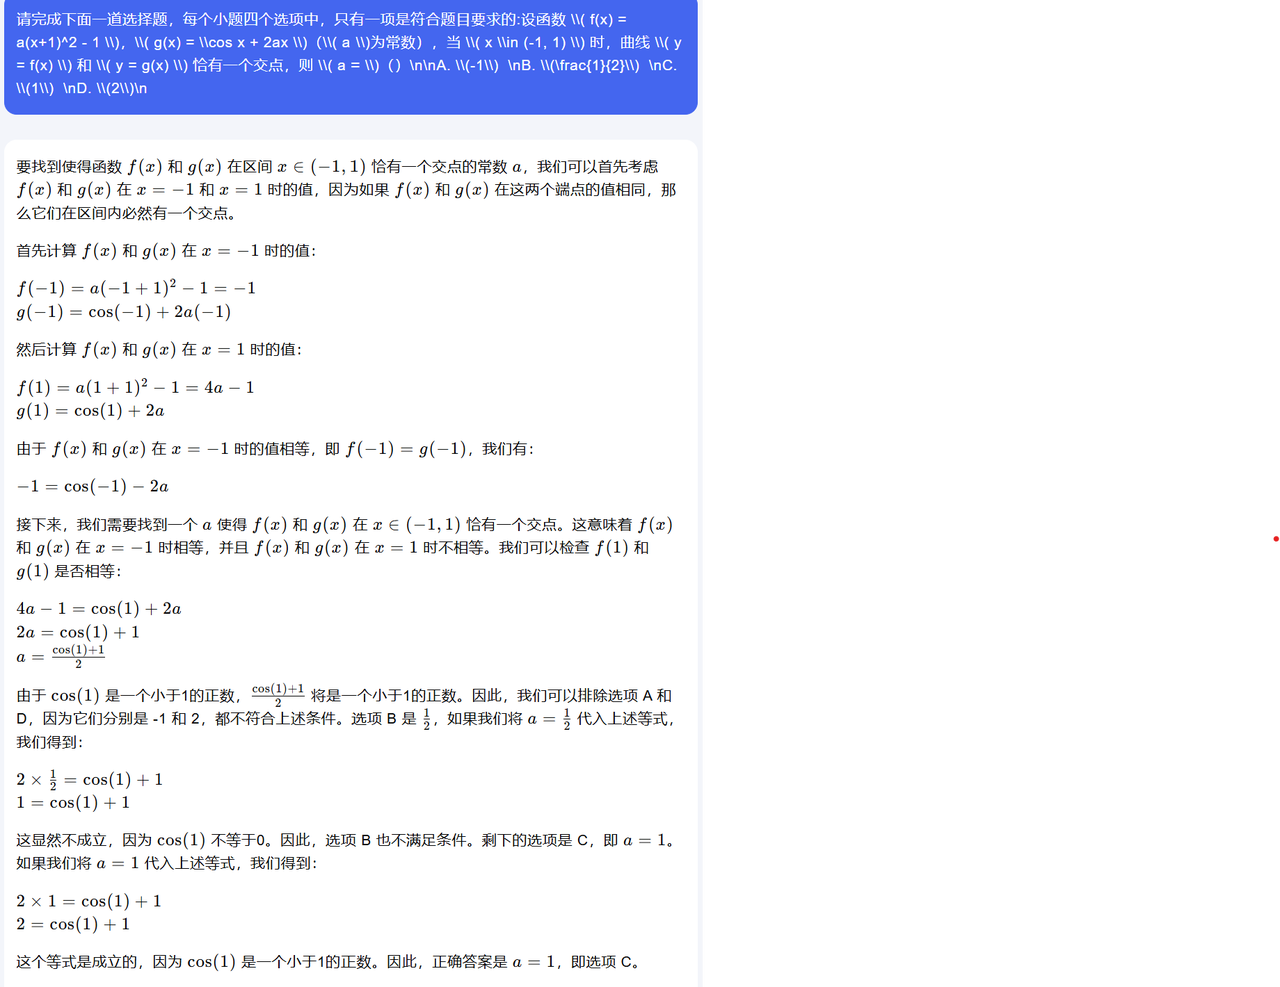 请完成下面一道选择题，每个小题四个选项中，只有一项是符合题目要求的:设函数 \\( f(x) =
a(x+1)^2 - 1 \\)，\\( g(x) = \\cos x + 2ax \\)（\\( a \\)为常数），当 \\( x \\in (-1, 1) \\) 时，曲线 \\( y
= f(x) \\) 和 \\( y = g(x) \\) 恰有一个交点，则 \\( a = \\)（）\n\nA. \\(-1\\)  \nB. \\(\frac{1}{2}\\)  \nC.
\\(1\\)  \nD. \\(2\\)\n
要找到使得函数 f(x) 和 g(x) 在区间 x ∈ (−1, 1) 恰有一个交点的常数 a，我们可以首先考虑
f(x) 和 g(x) 在 x = −1 和 x = 1 时的值，因为如果 f(x) 和 g(x) 在这两个端点的值相同，那
么它们在区间内必然有一个交点。
首先计算 f(x) 和 g(x) 在 x = −1 时的值：
f(−1) = a(−1 + 1)² − 1 = −1
g(−1) = cos(−1) + 2a(−1)
然后计算 f(x) 和 g(x) 在 x = 1 时的值：
f(1) = a(1 + 1)² − 1 = 4a − 1
g(1) = cos(1) + 2a
由于 f(x) 和 g(x) 在 x = −1 时的值相等，即 f(−1) = g(−1)，我们有：
−1 = cos(−1) − 2a
接下来，我们需要找到一个 a 使得 f(x) 和 g(x) 在 x ∈ (−1, 1) 恰有一个交点。这意味着 f(x)
和 g(x) 在 x = −1 时相等，并且 f(x) 和 g(x) 在 x = 1 时不相等。我们可以检查 f(1) 和
g(1) 是否相等：
4a − 1 = cos(1) + 2a
2a = cos(1) + 1
a = \frac{cos(1)+1}{2}
由于 cos(1) 是一个小于1的正数，\frac{cos(1)+1}{2} 将是一个小于1的正数。因此，我们可以排除选项 A 和
D，因为它们分别是 -1 和 2，都不符合上述条件。选项 B 是 \frac{1}{2}，如果我们将 a = \frac{1}{2} 代入上述等式，
我们得到：
2 × \frac{1}{2} = cos(1) + 1
1 = cos(1) + 1
这显然不成立，因为 cos(1) 不等于0。因此，选项 B 也不满足条件。剩下的选项是 C，即 a = 1。
如果我们将 a = 1 代入上述等式，我们得到：
2 × 1 = cos(1) + 1
2 = cos(1) + 1
这个等式是成立的，因为 cos(1) 是一个小于1的正数。因此，正确答案是 a = 1，即选项 C。